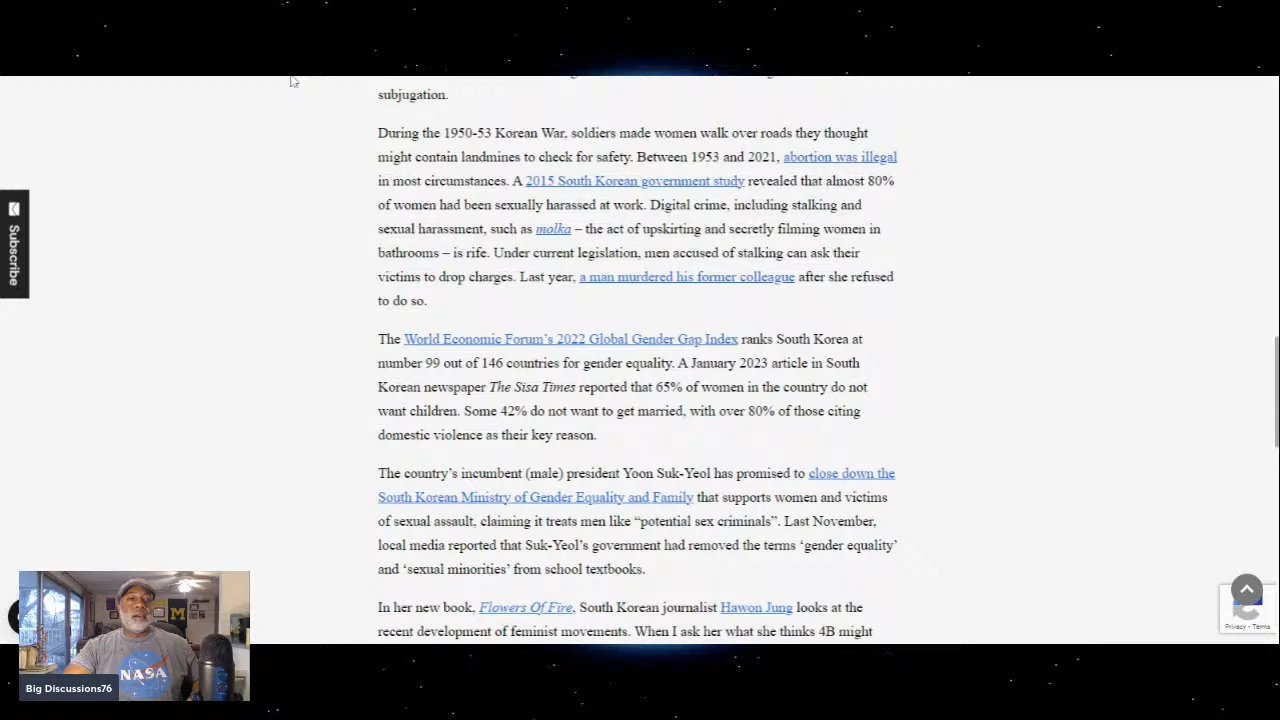 subjugation.
During the 1950-53 Korean War, soldiers made women walk over roads they thought
might contain landmines to check for safety. Between 1953 and 2021, abortion was illegal
in most circumstances. A 2015 South Korean government study revealed that almost 80%
of women had been sexually harassed at work. Digital crime, including stalking and
sexual harassment, such as molka – the act of upskirting and secretly filming women in
bathrooms – is rife. Under current legislation, men accused of stalking can ask their
victims to drop charges. Last year, a man murdered his former colleague after she refused
to do so.
The World Economic Forum’s 2022 Global Gender Gap Index ranks South Korea at
number 99 out of 146 countries for gender equality. A January 2023 article in South
Korean newspaper The Sisa Times reported that 65% of women in the country do not
want children. Some 42% do not want to get married, with over 80% of those citing
domestic violence as their key reason.
The country’s incumbent (male) president Yoon Suk-Yeol has promised to close down the
South Korean Ministry of Gender Equality and Family that supports women and victims
of sexual assault, claiming it treats men like “potential sex criminals”. Last November,
local media reported that Suk-Yeol’s government had removed the terms ‘gender equality’
and ‘sexual minorities’ from school textbooks.
In her new book, Flowers Of Fire, South Korean journalist Hawon Jung looks at the
recent development of feminist movements. When I ask her what she thinks 4B might
Subscribe
Privacy - Terms
M
NASA
Big Discussions76